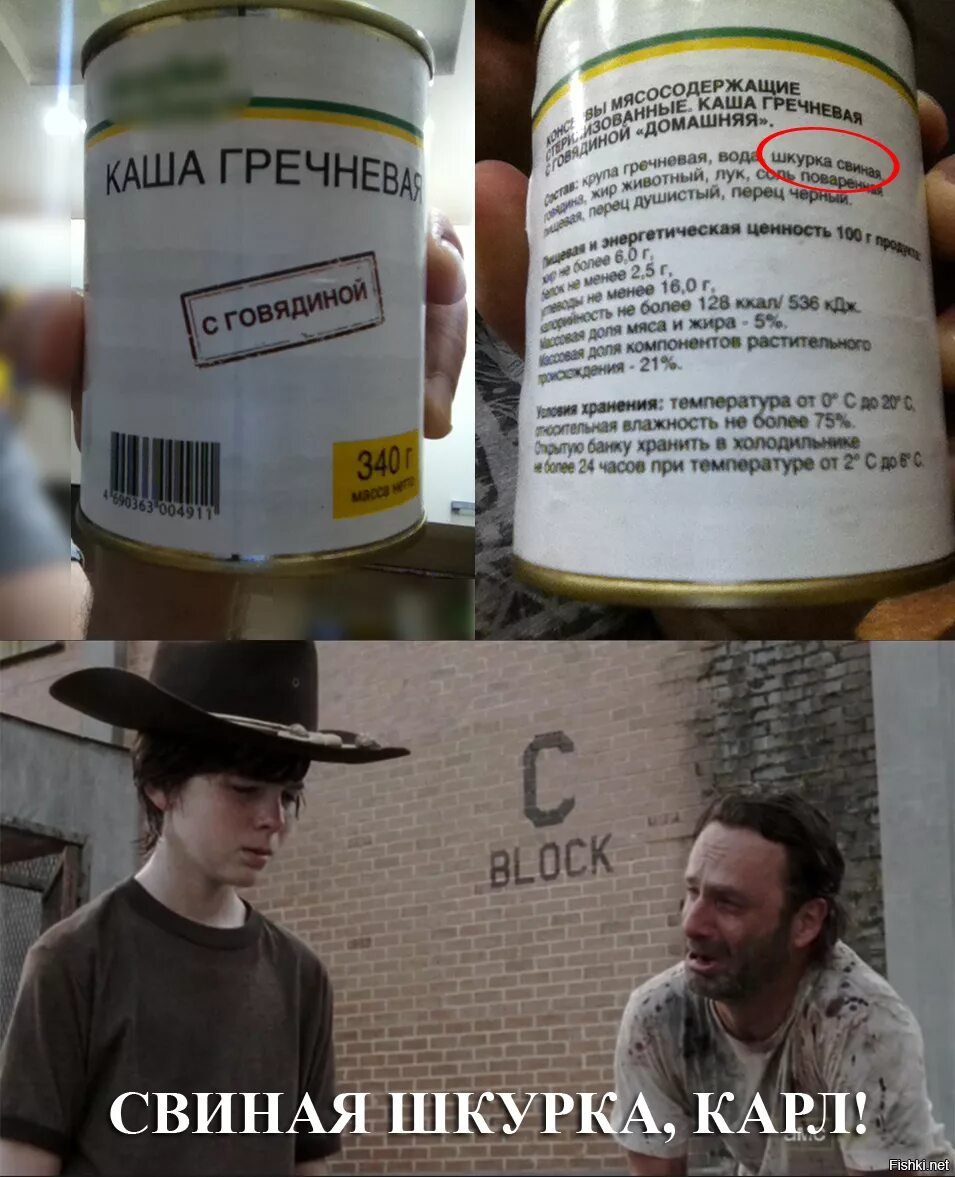 КАША ГРЕЧНЕВАЯ
С ГОВЯДИНОЙ
4 690363 004911
340 г
масса нетто
КОНСЕРВЫ МЯСОСОДЕРЖАЩИЕ
СТЕРИЛИЗОВАННЫЕ. КАША ГРЕЧНЕВАЯ
С ГОВЯДИНОЙ «ДОМАШНЯЯ».
Состав: крупа гречневая, вода, шкурка свиная,
говядина, жир животный, лук, соль поваренная
пищевая, перец душистый, перец черный.
Пищевая и энергетическая ценность 100 г продукта:
жир не более 6,0 г,
белок не менее 2,5 г,
углеводы не менее 16,0 г,
калорийность не более 128 ккал/ 536 кДж.
Массовая доля мяса и жира - 5%.
Массовая доля компонентов растительного
происхождения - 21%.
Условия хранения: температура от 0° С до 20° С,
относительная влажность не более 75%.
Открытую банку хранить в холодильнике
не более 24 часов при температуре от 2° С до 6° С.
C
BLOCK
СВИНАЯ ШКУРКА, КАРЛ!
amc
Fishki.net